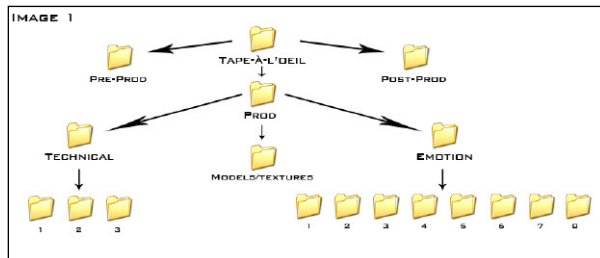 IMAGE 1
TAPE-À-L'OEIL
PRE-PROD
POST-PROD
PROD
TECHNICAL
EMOTION
MODELS/TEXTURES
1 2 3
1 2 3 4 5 6 7 8